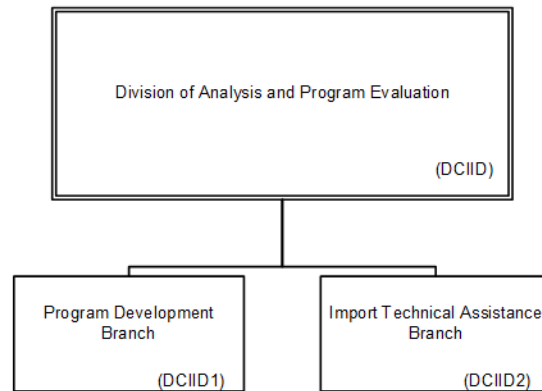 Division of Analysis and Program Evaluation
(DCIID)
Program Development
Branch
(DCIID1)
Import Technical Assistance
Branch
(DCIID2)